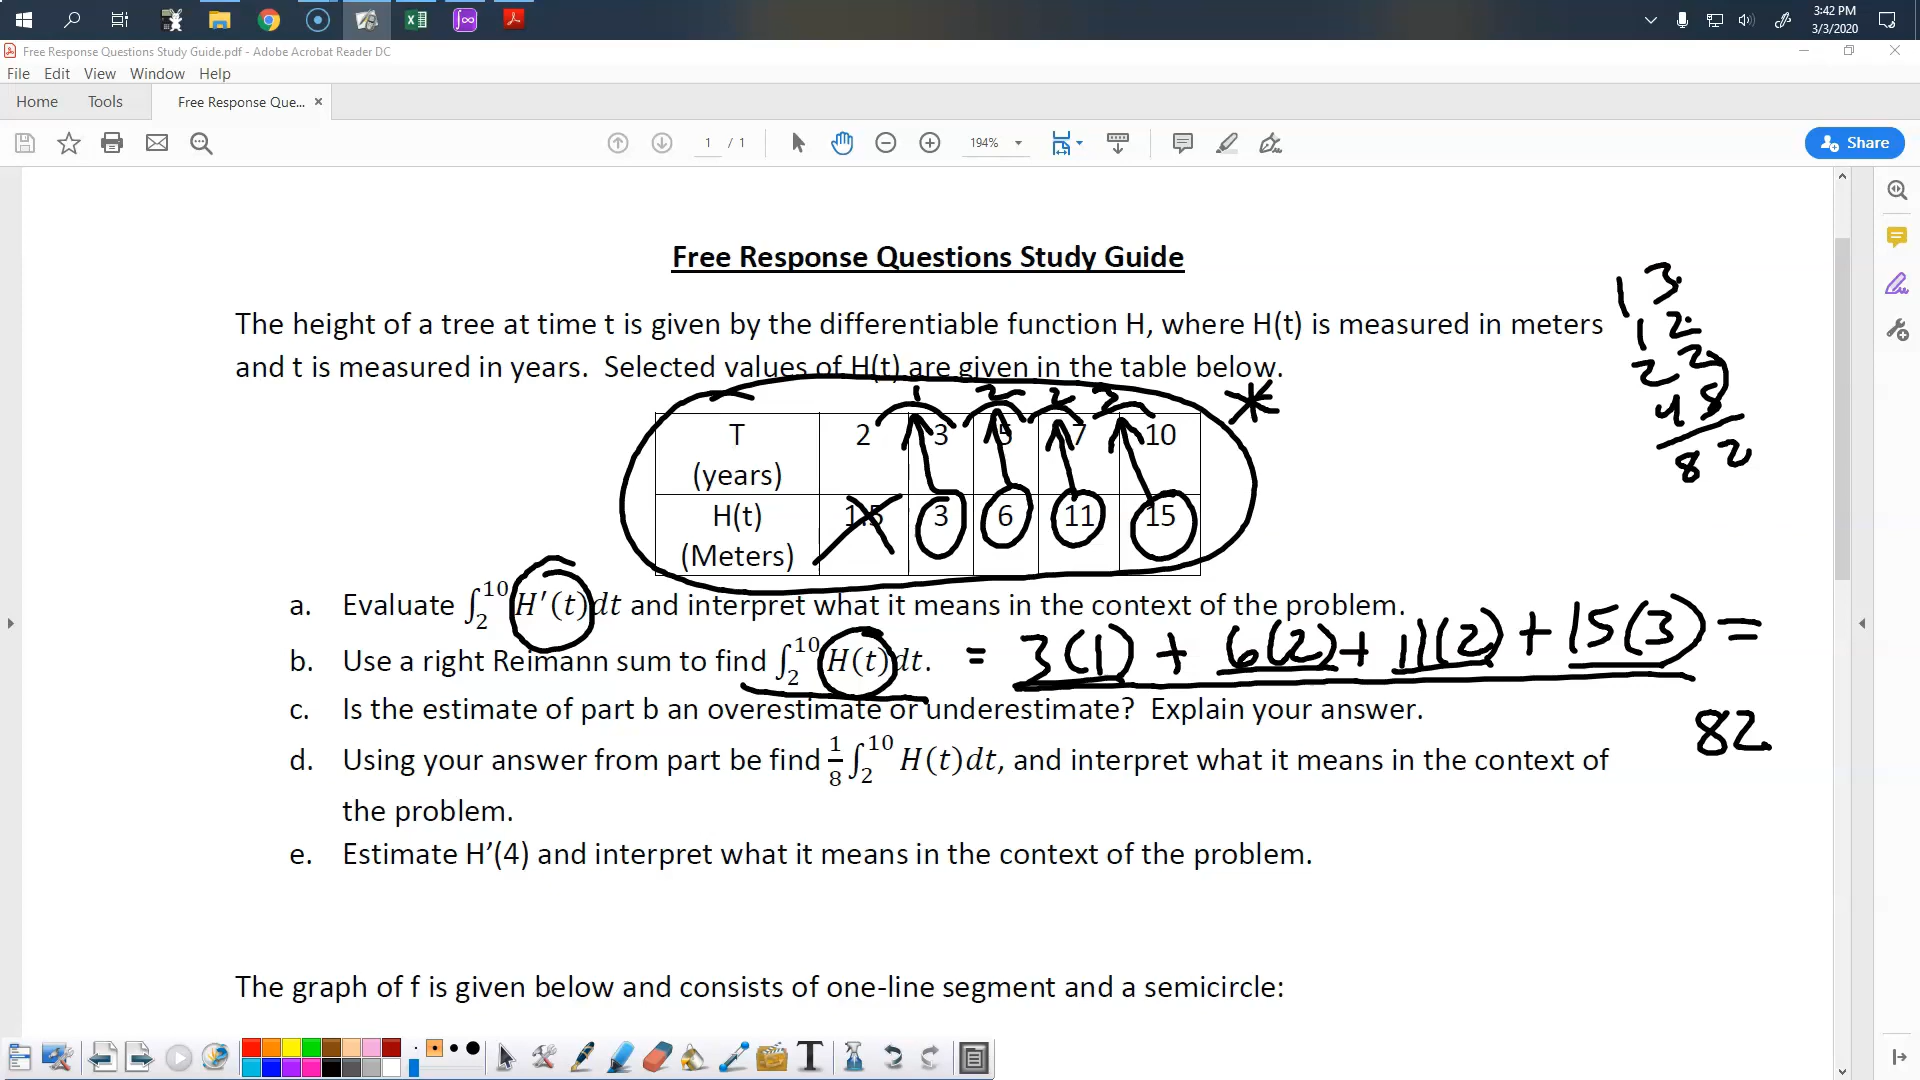 3:42 PM
3/3/2020
Free Response Questions Study Guide.pdf - Adobe Acrobat Reader DC
File Edit View Window Help
Home Tools Free Response Que... ×
1 / 1 194% Share
Free Response Questions Study Guide
The height of a tree at time t is given by the differentiable function H, where H(t) is measured in meters
and t is measured in years. Selected values of H(t) are given in the table below.
1 3
1 2
2 2
4 5
8 2
1 2 2 3 *
T (years) 2 3 5 7 10
H(t) (Meters) 1.5 3 6 11 15
a. Evaluate ∫₂¹⁰ H′(t)dt and interpret what it means in the context of the problem.
b. Use a right Reimann sum to find ∫₂¹⁰ H(t)dt. = 3(1) + 6(2) + 11(2) + 15(3) =
82
c. Is the estimate of part b an overestimate or underestimate? Explain your answer.
d. Using your answer from part be find 1/8 ∫₂¹⁰ H(t)dt, and interpret what it means in the context of
the problem.
e. Estimate H’(4) and interpret what it means in the context of the problem.
The graph of f is given below and consists of one-line segment and a semicircle: